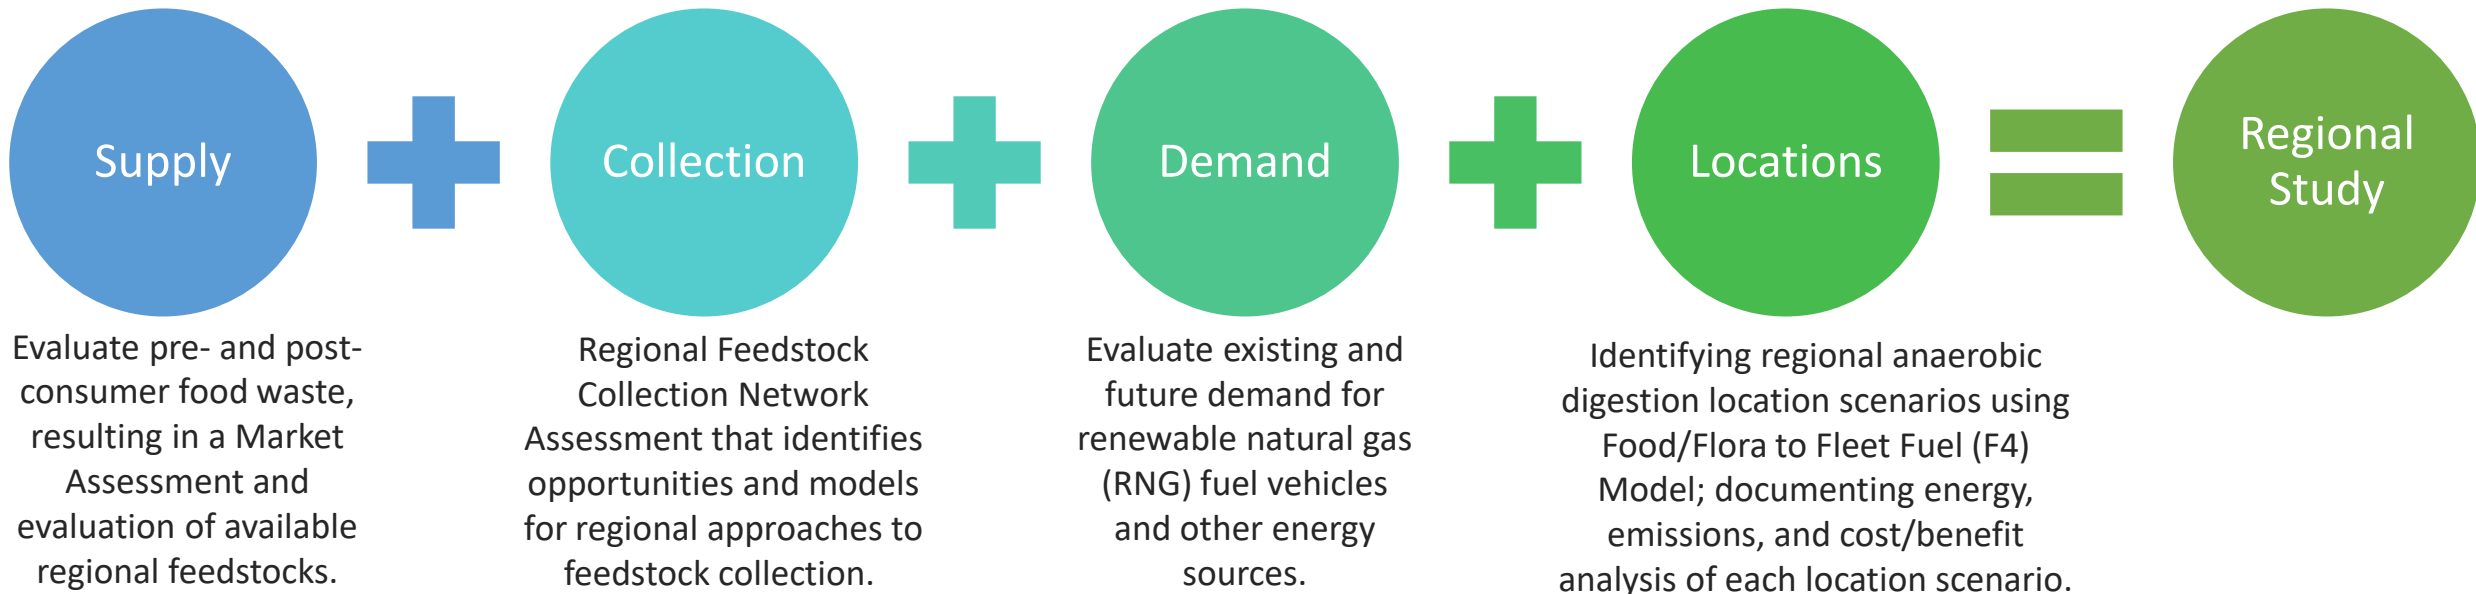 Supply
Collection
Demand
Locations
Regional
Study
Evaluate pre- and post-
consumer food waste,
resulting in a Market
Assessment and
evaluation of available
regional feedstocks.
Regional Feedstock
Collection Network
Assessment that identifies
opportunities and models
for regional approaches to
feedstock collection.
Evaluate existing and
future demand for
renewable natural gas
(RNG) fuel vehicles
and other energy
sources.
Identifying regional anaerobic
digestion location scenarios using
Food/Flora to Fleet Fuel (F4)
Model; documenting energy,
emissions, and cost/benefit
analysis of each location scenario.